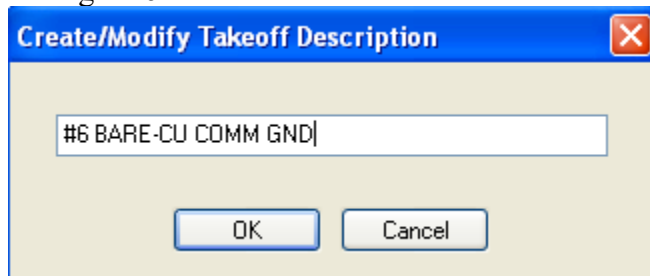 Create/Modify Takeoff Description
#6 BARE-CU COMM GND
OK
Cancel